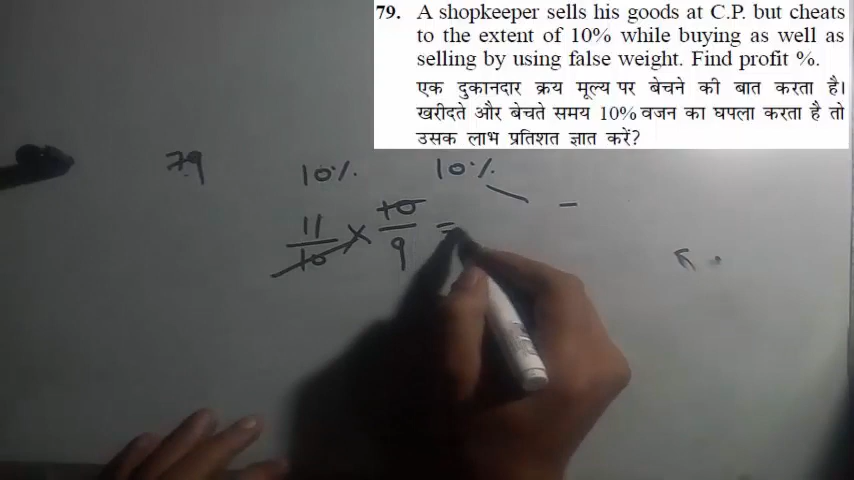 79. A shopkeeper sells his goods at C.P. but cheats
to the extent of 10% while buying as well as
selling by using false weight. Find profit %.
एक दुकानदार क्रय मूल्य पर बेचने की बात करता है।
खरीदते और बेचते समय 10% वजन का घपला करता है तो
उसक लाभ प्रतिशत ज्ञात करें?
79 10% 10%
11/10 × 10/9 =